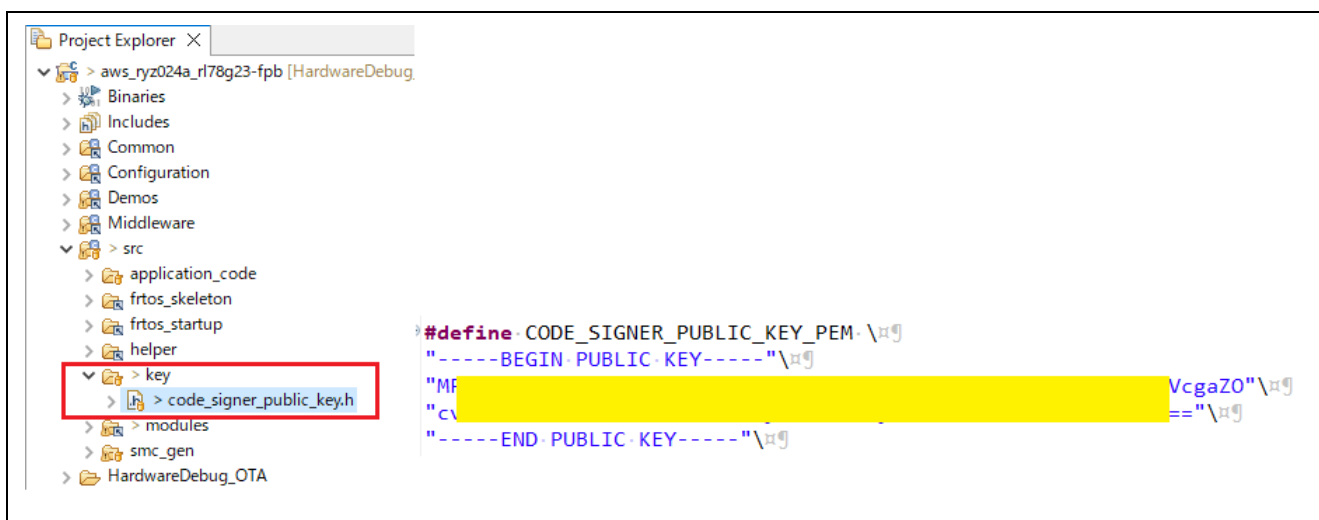 Project Explorer
> aws_ryz024a_rl78g23-fpb [HardwareDebug_
Binaries
Includes
Common
Configuration
Demos
Middleware
> src
application_code
frtos_skeleton
frtos_startup
helper
> key
> code_signer_public_key.h
> modules
smc_gen
HardwareDebug_OTA
#define·CODE_SIGNER_PUBLIC_KEY_PEM·\¤¶
"-----BEGIN·PUBLIC·KEY-----"\¤¶
VcgaZO"\¤¶
=="\¤¶
"-----END·PUBLIC·KEY-----"\¤¶